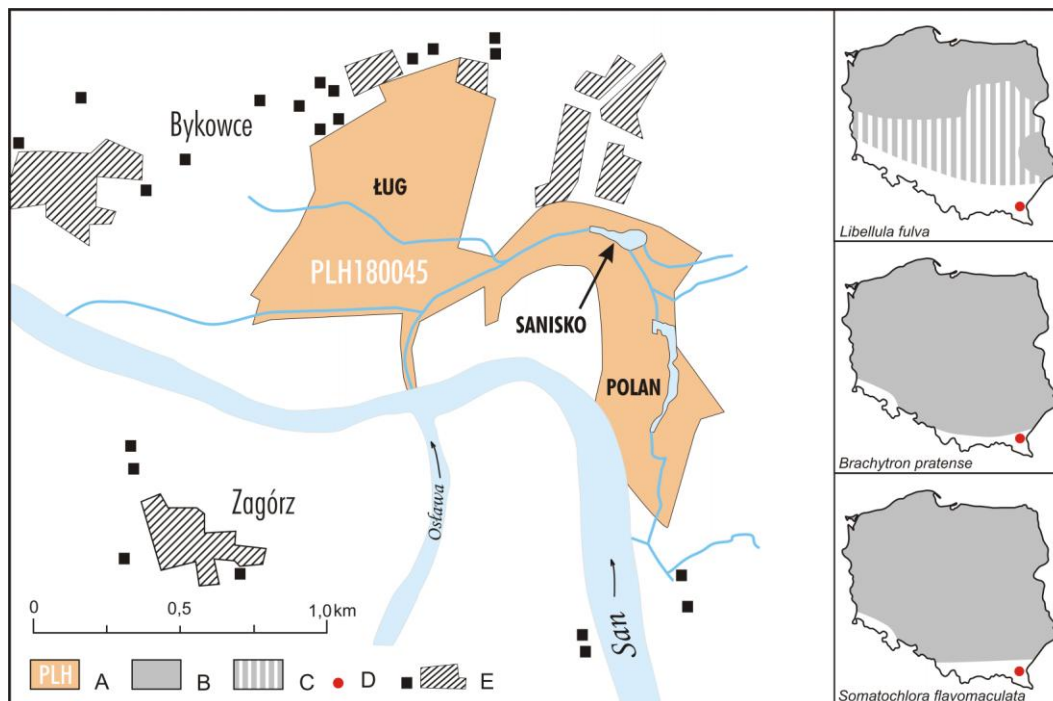 Bykowce
ŁUG
PLH180045
SANISKO
POLAN
Zagórz
Osława
San
0 0,5 1,0 km
PLH A B C D E
Libellula fulva
Brachytron pratense
Somatochlora flavomaculata